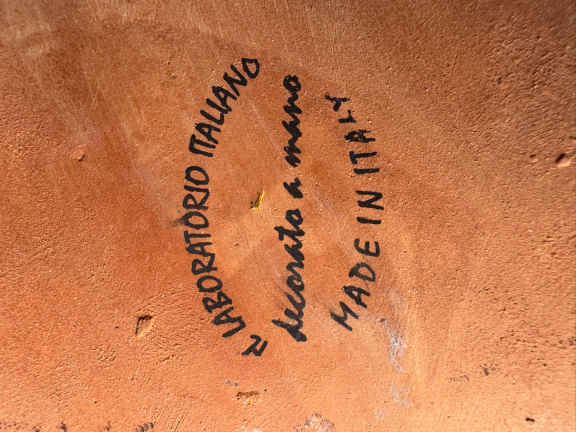 IL LABORATORIO ITALIANO
decorato a mano
MADE IN ITALY